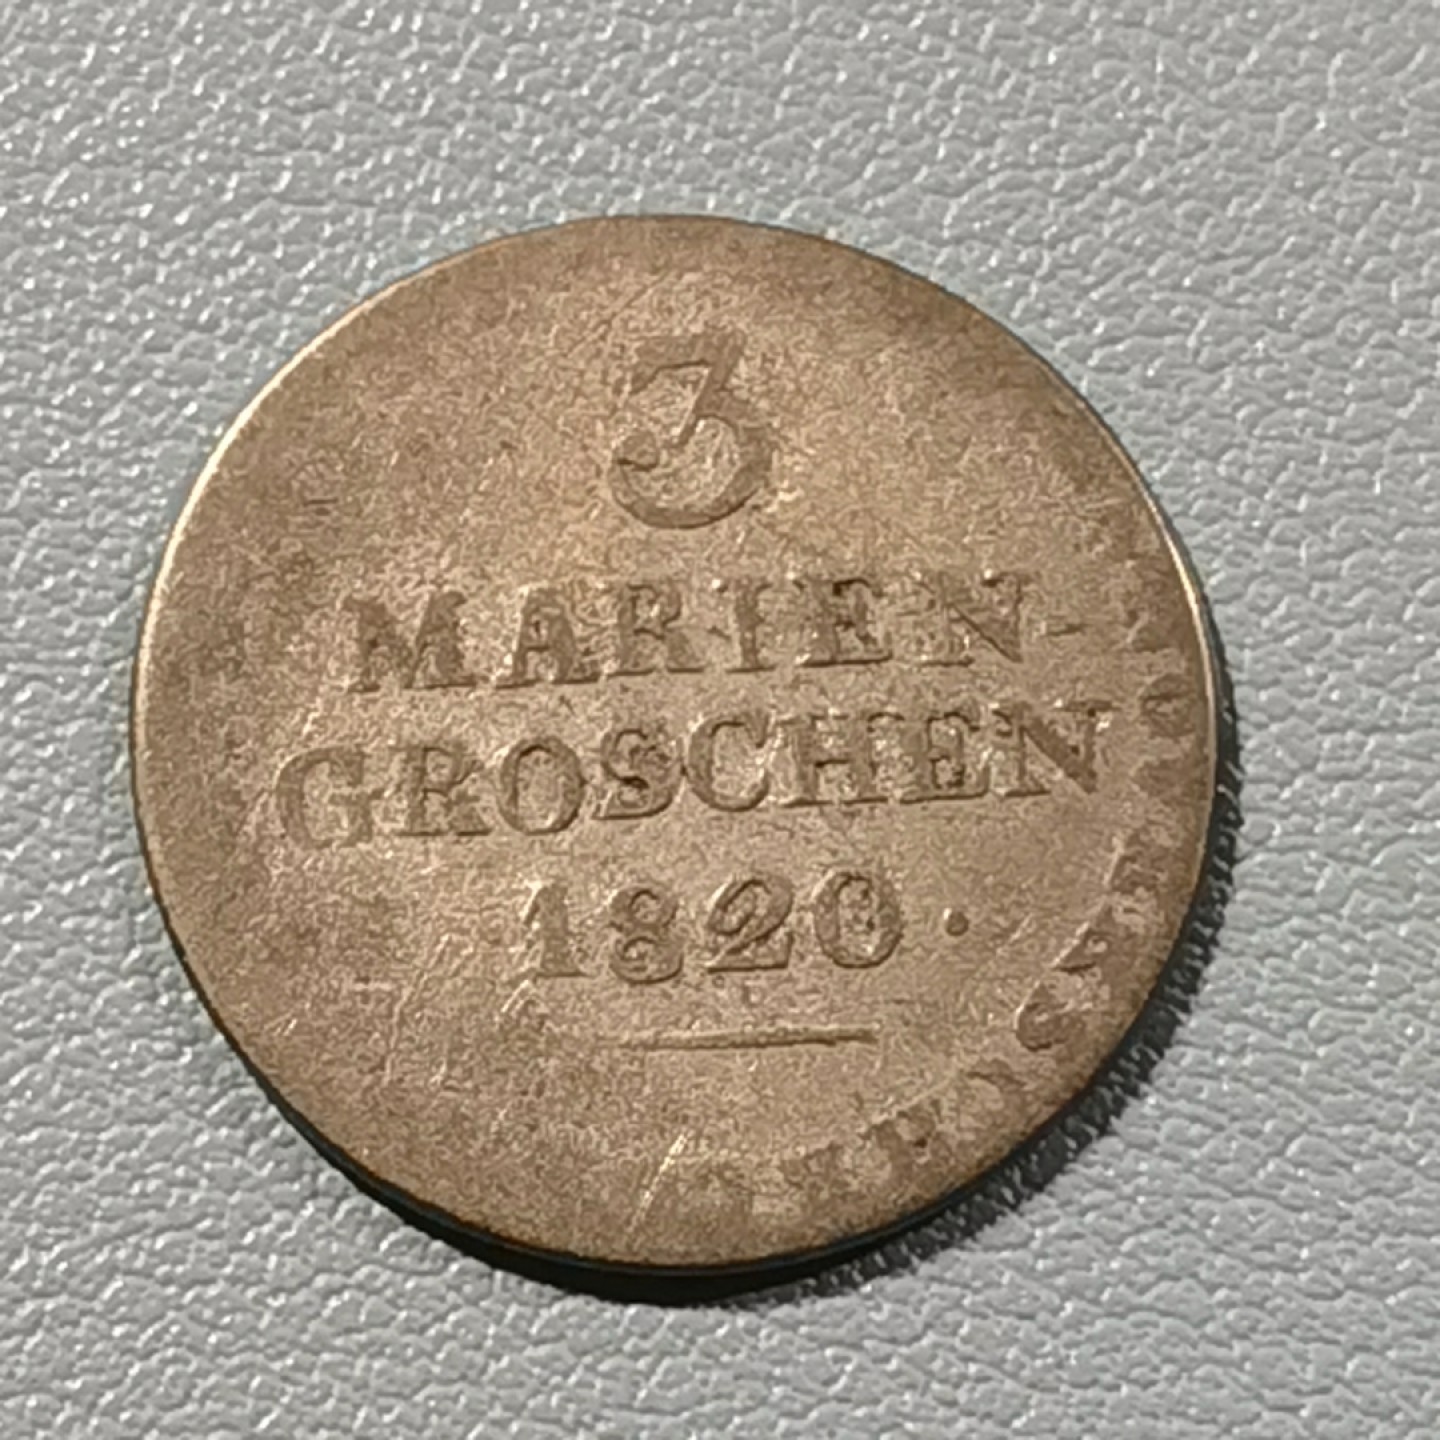 3
MARIEN-
GROSCHEN
1820.